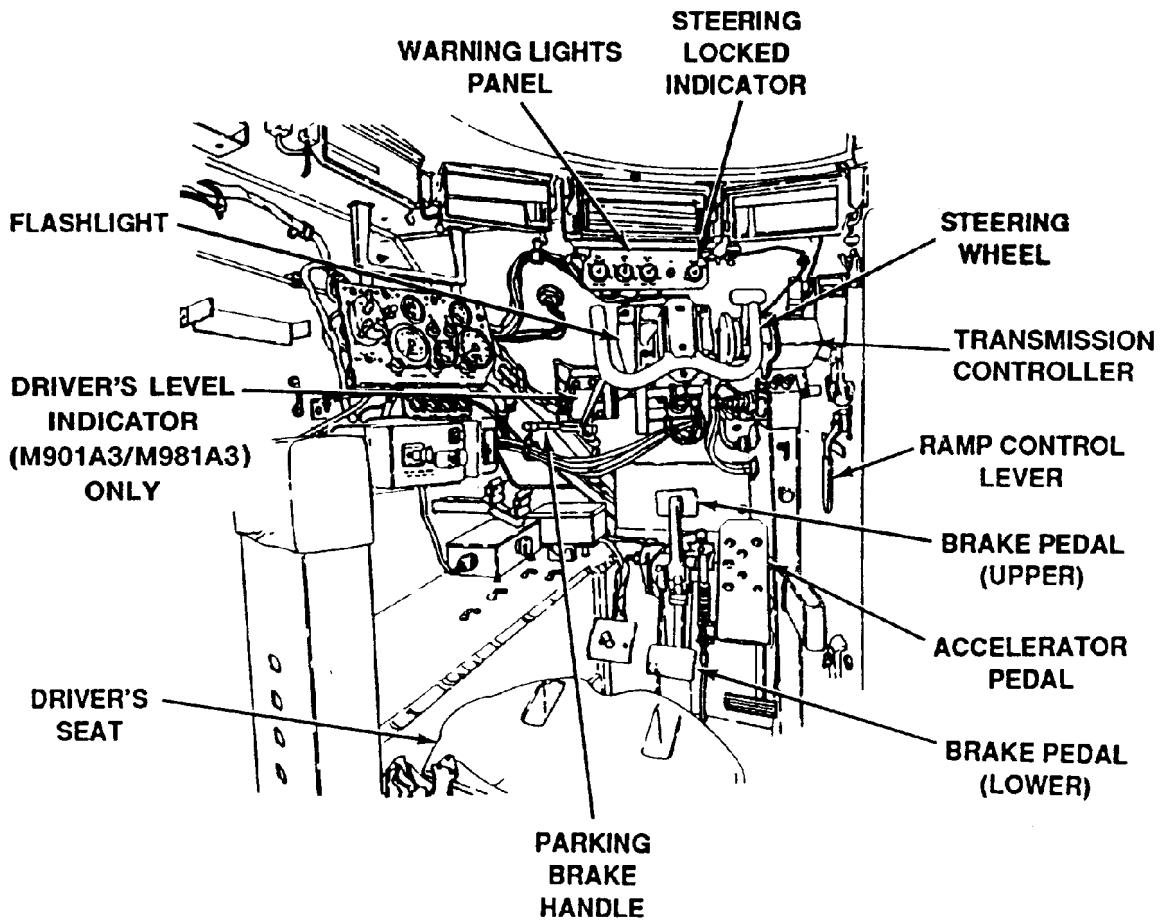 STEERING
LOCKED
INDICATOR
WARNING LIGHTS
PANEL
FLASHLIGHT
STEERING
WHEEL
TRANSMISSION
CONTROLLER
DRIVER'S LEVEL
INDICATOR
(M901A3/M981A3)
ONLY
RAMP CONTROL
LEVER
BRAKE PEDAL
(UPPER)
ACCELERATOR
PEDAL
DRIVER'S
SEAT
BRAKE PEDAL
(LOWER)
PARKING
BRAKE
HANDLE